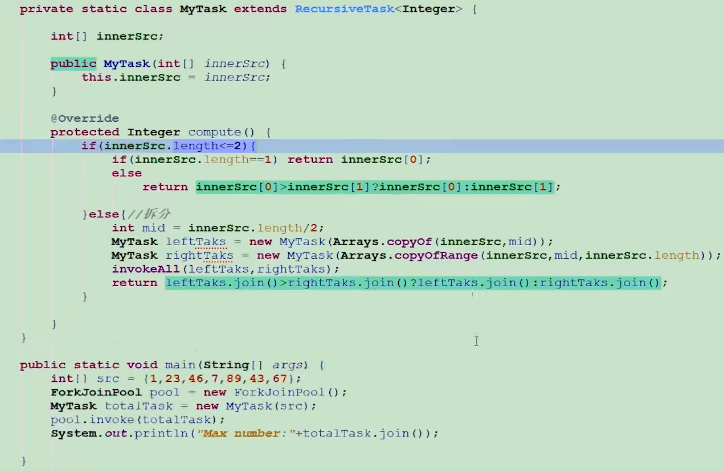 private static class MyTask extends RecursiveTask<Integer> {
int[] innerSrc;
public MyTask(int[] innerSrc) {
this.innerSrc = innerSrc;
}
@Override
protected Integer compute() {
if(innerSrc.length<=2){
if(innerSrc.length==1) return innerSrc[0];
else
return innerSrc[0]>innerSrc[1]?innerSrc[0]:innerSrc[1];
}else{//拆分
int mid = innerSrc.length/2;
MyTask leftTaks = new MyTask(Arrays.copyOf(innerSrc,mid));
MyTask rightTaks = new MyTask(Arrays.copyOfRange(innerSrc,mid,innerSrc.length));
invokeAll(leftTaks,rightTaks);
return leftTaks.join()>rightTaks.join()?leftTaks.join():rightTaks.join();
}
}
}
public static void main(String[] args) {
int[] src = {1,23,46,7,89,43,67};
ForkJoinPool pool = new ForkJoinPool();
MyTask totalTask = new MyTask(src);
pool.invoke(totalTask);
System.out.println("Max number:"+totalTask.join());
}